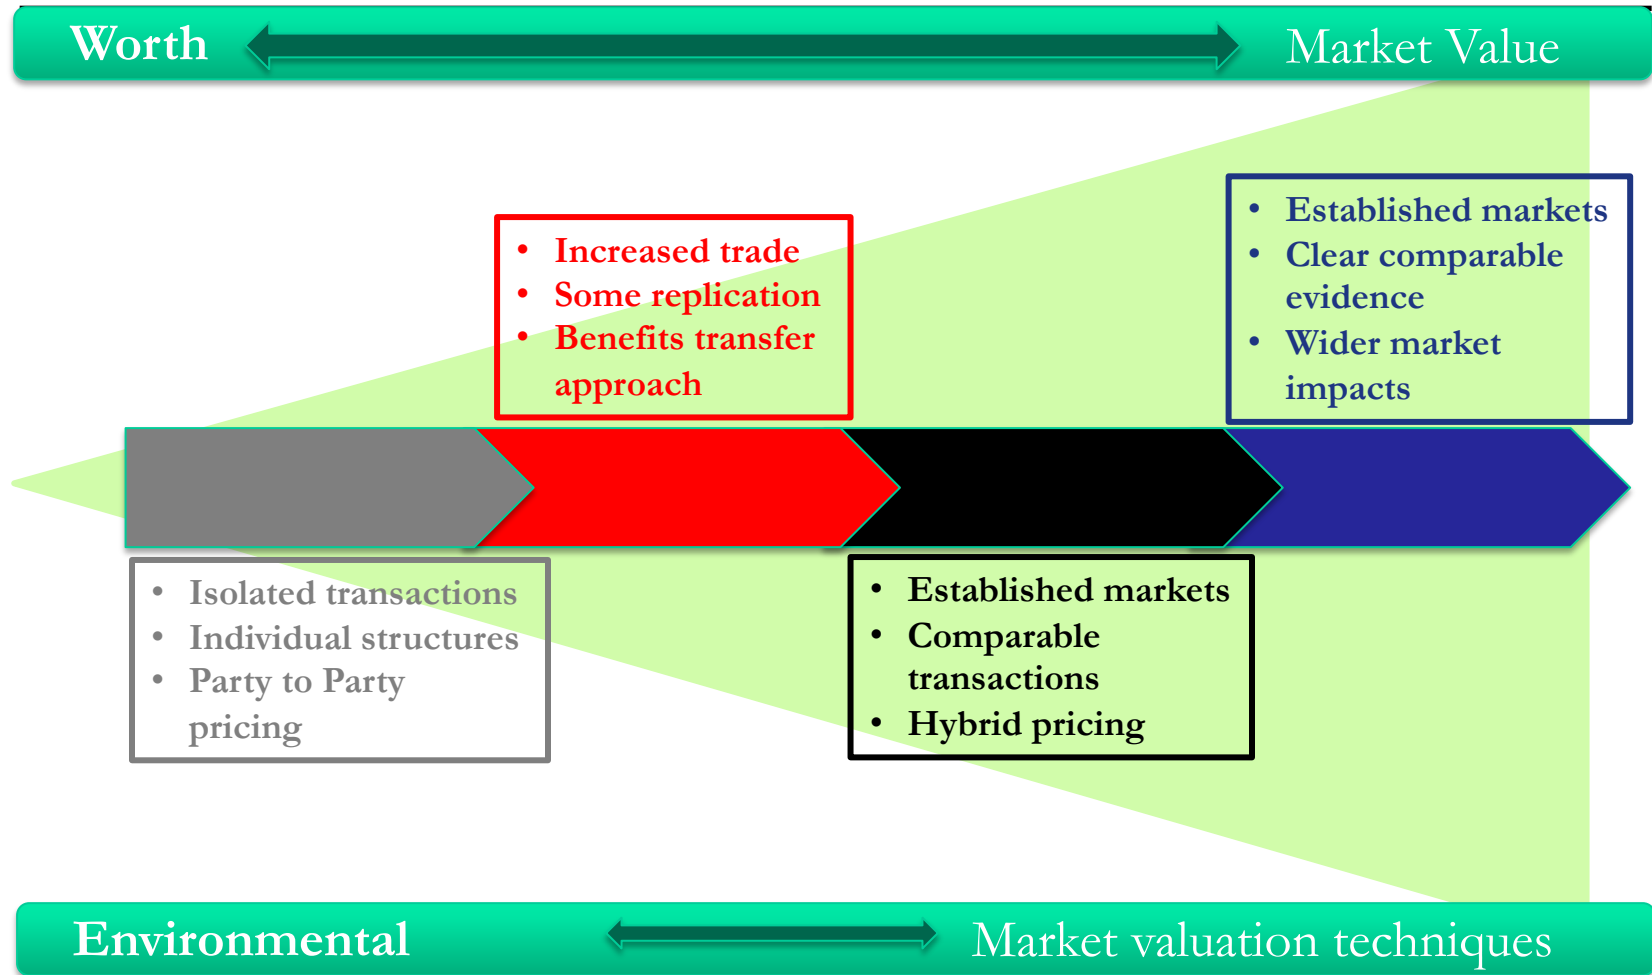 Worth Market Value
• Increased trade
• Some replication
• Benefits transfer
approach
• Established markets
• Clear comparable
evidence
• Wider market
impacts
• Isolated transactions
• Individual structures
• Party to Party
pricing
• Established markets
• Comparable
transactions
• Hybrid pricing
Environmental Market valuation techniques